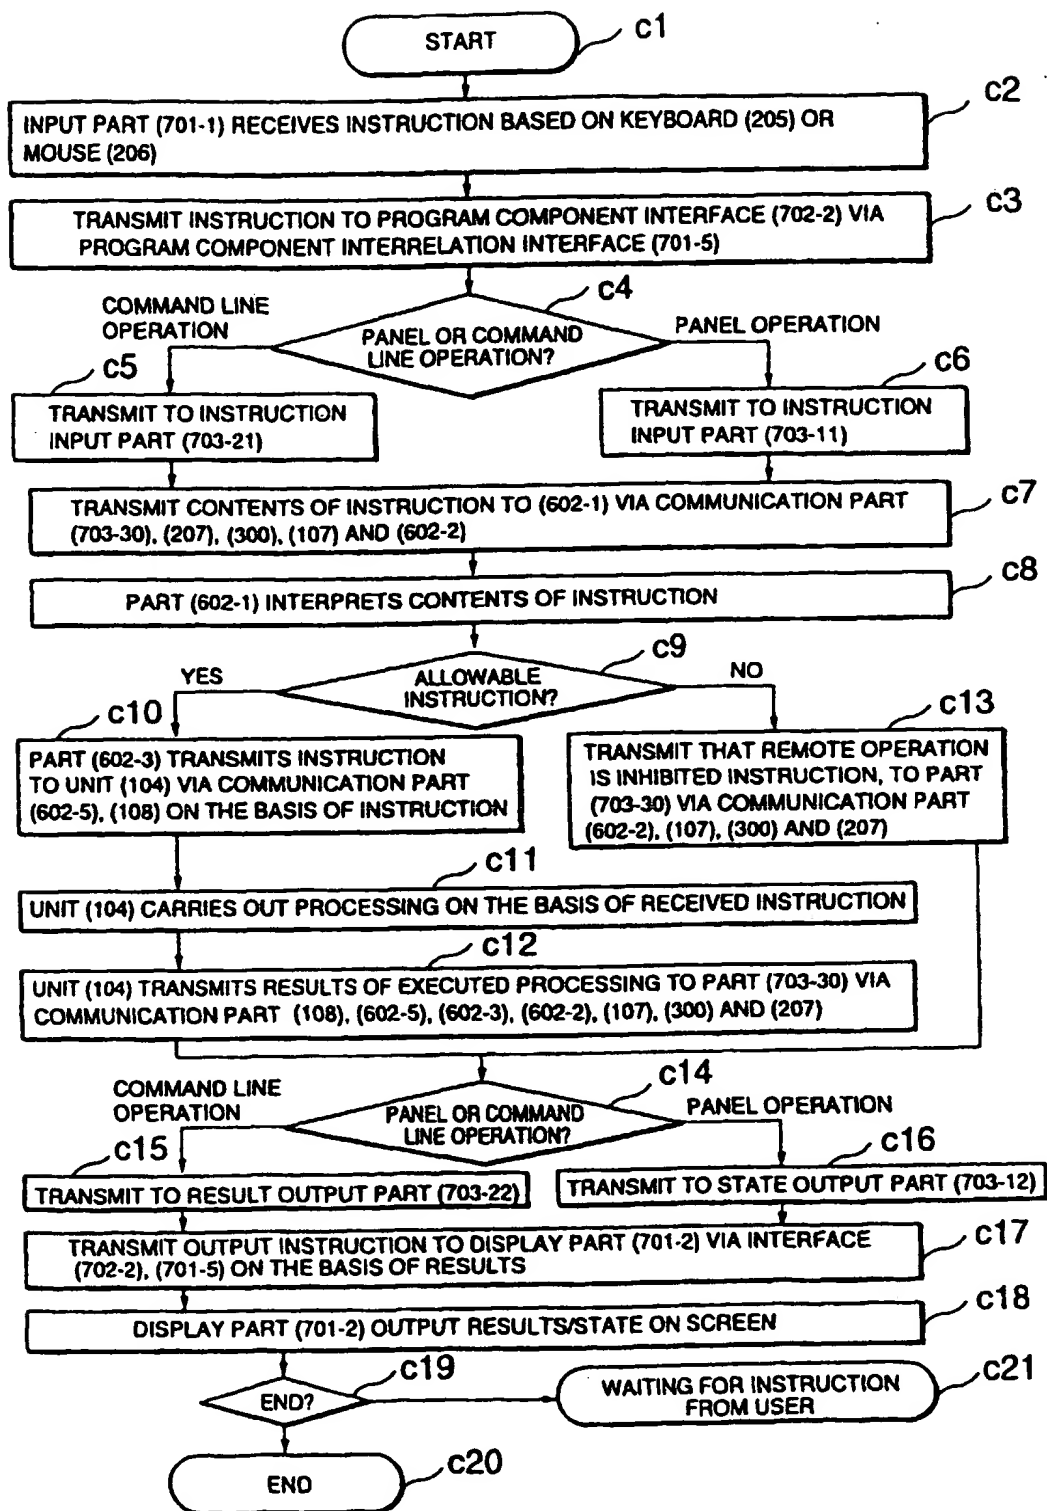 START
c1
c2
INPUT PART (701-1) RECEIVES INSTRUCTION BASED ON KEYBOARD (205) OR
MOUSE (206)
c3
TRANSMIT INSTRUCTION TO PROGRAM COMPONENT INTERFACE (702-2) VIA
PROGRAM COMPONENT INTERRELATION INTERFACE (701-5)
c4
COMMAND LINE
OPERATION
PANEL OR COMMAND
LINE OPERATION?
PANEL OPERATION
c5
TRANSMIT TO INSTRUCTION
INPUT PART (703-21)
c6
TRANSMIT TO INSTRUCTION
INPUT PART (703-11)
c7
TRANSMIT CONTENTS OF INSTRUCTION TO (602-1) VIA COMMUNICATION PART
(703-30), (207), (300), (107) AND (602-2)
c8
PART (602-1) INTERPRETS CONTENTS OF INSTRUCTION
c9
YES
ALLOWABLE
INSTRUCTION?
NO
c10
PART (602-3) TRANSMITS INSTRUCTION
TO UNIT (104) VIA COMMUNICATION PART
(602-5), (108) ON THE BASIS OF INSTRUCTION
c13
TRANSMIT THAT REMOTE OPERATION
IS INHIBITED INSTRUCTION, TO PART
(703-30) VIA COMMUNICATION PART
(602-2), (107), (300) AND (207)
c11
UNIT (104) CARRIES OUT PROCESSING ON THE BASIS OF RECEIVED INSTRUCTION
c12
UNIT (104) TRANSMITS RESULTS OF EXECUTED PROCESSING TO PART (703-30) VIA
COMMUNICATION PART (108), (602-5), (602-3), (602-2), (107), (300) AND (207)
c14
COMMAND LINE
OPERATION
PANEL OR COMMAND
LINE OPERATION?
PANEL OPERATION
c15
TRANSMIT TO RESULT OUTPUT PART (703-22)
c16
TRANSMIT TO STATE OUTPUT PART (703-12)
c17
TRANSMIT OUTPUT INSTRUCTION TO DISPLAY PART (701-2) VIA INTERFACE
(702-2), (701-5) ON THE BASIS OF RESULTS
c18
DISPLAY PART (701-2) OUTPUT RESULTS/STATE ON SCREEN
c19
END?
c21
WAITING FOR INSTRUCTION
FROM USER
c20
END